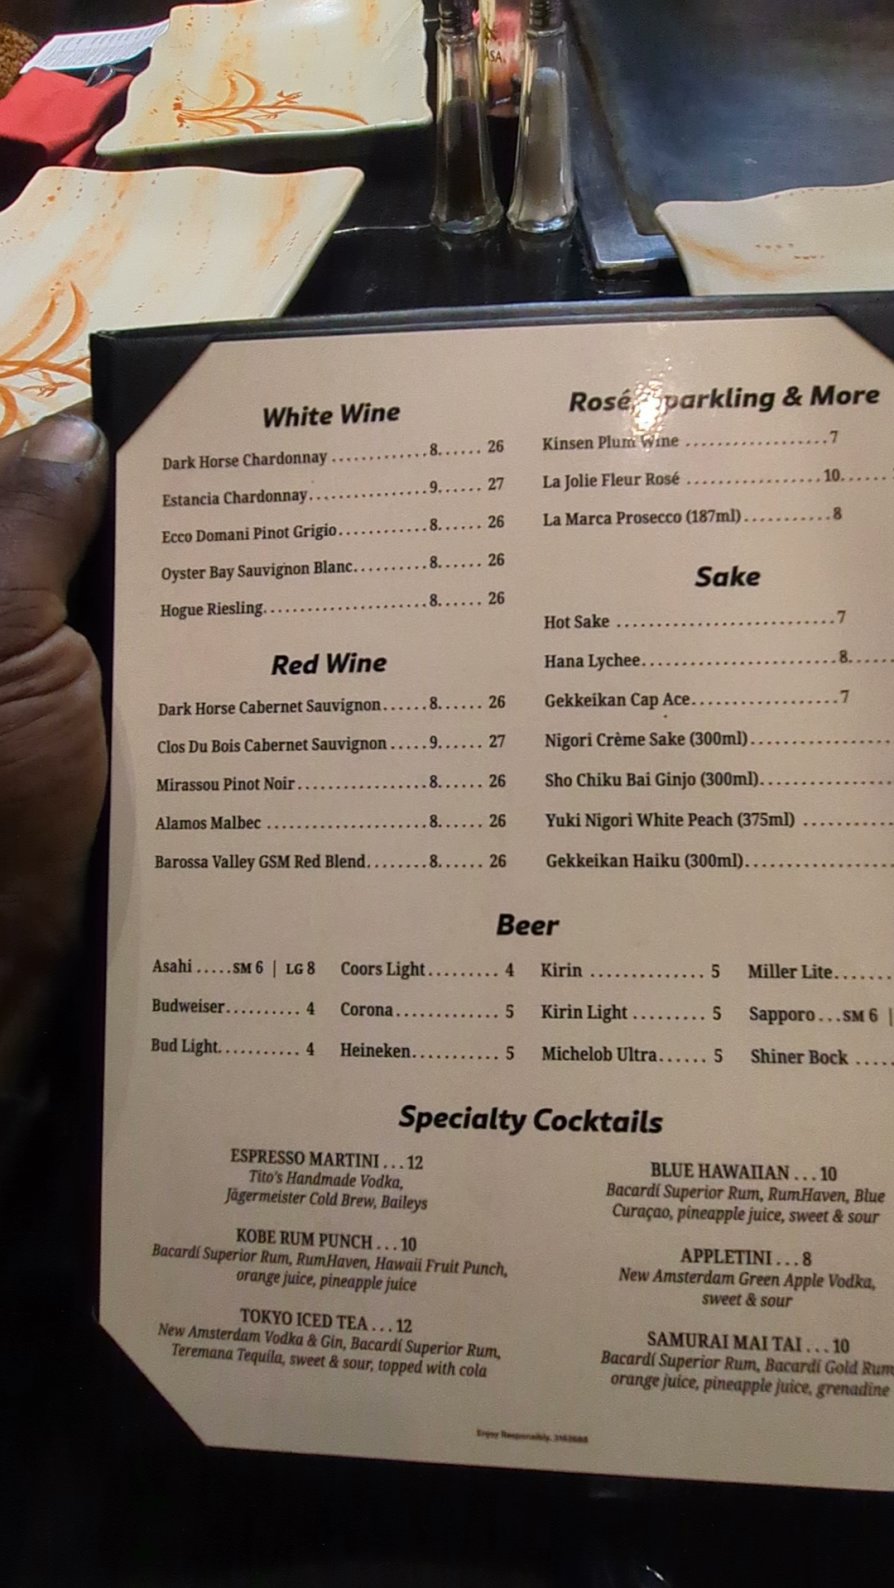 ASA
White Wine
Dark Horse Chardonnay .............8...... 26
Estancia Chardonnay................9...... 27
Ecco Domani Pinot Grigio............8...... 26
Oyster Bay Sauvignon Blanc..........8...... 26
Hogue Riesling......................8...... 26
Red Wine
Dark Horse Cabernet Sauvignon......8...... 26
Clos Du Bois Cabernet Sauvignon .....9...... 27
Mirassou Pinot Noir................8...... 26
Alamos Malbec ....................8...... 26
Barossa Valley GSM Red Blend........8...... 26
Rosé, Sparkling & More
Kinsen Plum Wine ..................7
La Jolie Fleur Rosé .................10......
La Marca Prosecco (187ml)...........8
Sake
Hot Sake ...........................7
Hana Lychee........................8......
Gekkeikan Cap Ace..................7
Nigori Crème Sake (300ml)..................
Sho Chiku Bai Ginjo (300ml).................
Yuki Nigori White Peach (375ml) ...........
Gekkeikan Haiku (300ml)...................
Beer
Asahi .....SM 6 | LG 8
Budweiser.......... 4
Bud Light........... 4
Coors Light......... 4
Corona............. 5
Heineken........... 5
Kirin .............. 5
Kirin Light ......... 5
Michelob Ultra...... 5
Miller Lite.......
Sapporo...SM 6 |
Shiner Bock .....
Specialty Cocktails
ESPRESSO MARTINI ...12
Tito's Handmade Vodka,
Jägermeister Cold Brew, Baileys
KOBE RUM PUNCH ...10
Bacardí Superior Rum, RumHaven, Hawaii Fruit Punch,
orange juice, pineapple juice
TOKYO ICED TEA ...12
New Amsterdam Vodka & Gin, Bacardí Superior Rum,
Teremana Tequila, sweet & sour, topped with cola
BLUE HAWAIIAN ...10
Bacardí Superior Rum, RumHaven, Blue
Curaçao, pineapple juice, sweet & sour
APPLETINI ...8
New Amsterdam Green Apple Vodka,
sweet & sour
SAMURAI MAI TAI ...10
Bacardí Superior Rum, Bacardí Gold Rum
orange juice, pineapple juice, grenadine
Enjoy Responsibly.